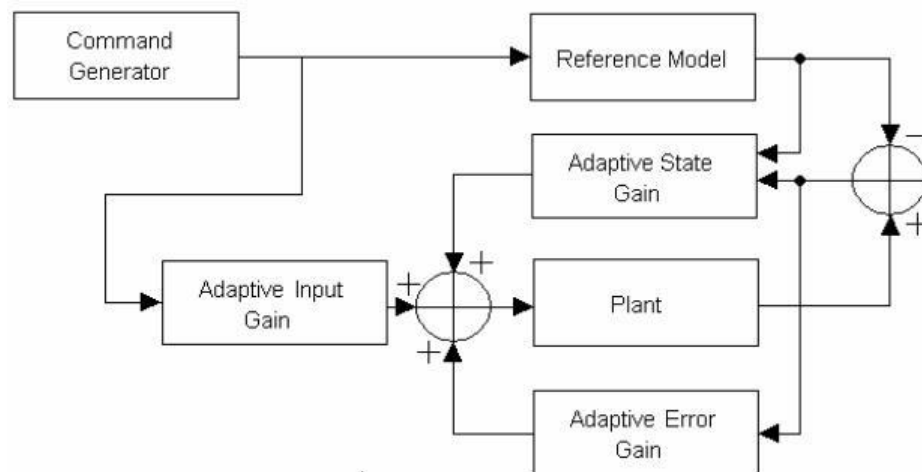 Command
Generator
Reference Model
−
Adaptive State
Gain
+
+
Adaptive Input
Gain
+
Plant
+
Adaptive Error
Gain